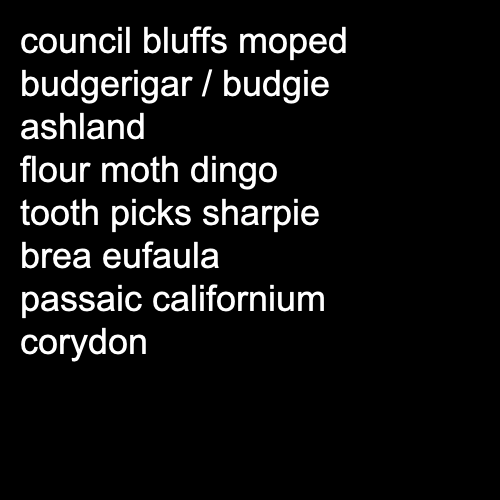 council bluffs moped
budgerigar / budgie
ashland
flour moth dingo
tooth picks sharpie
brea eufaula
passaic californium
corydon